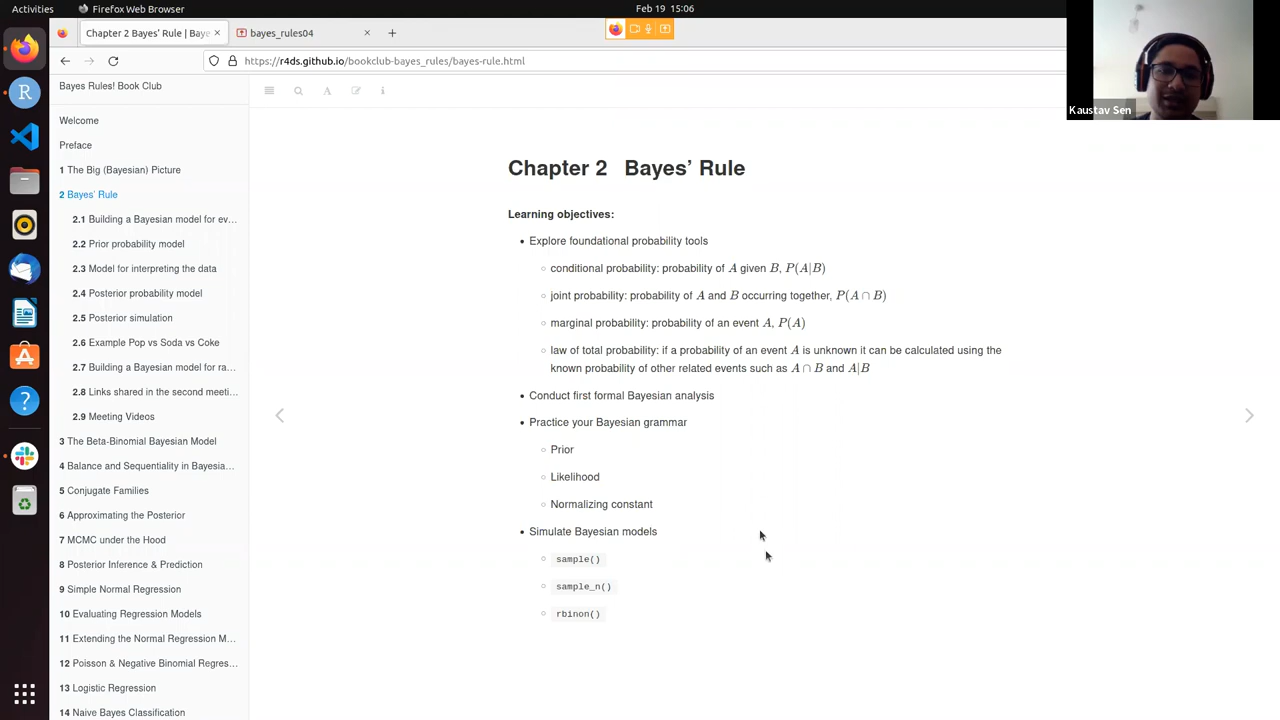 Activities
Firefox Web Browser
Feb 19 15:06
Chapter 2 Bayes' Rule | Baye
bayes_rules04
https://r4ds.github.io/bookclub-bayes_rules/bayes-rule.html
Kaustav Sen
Bayes Rules! Book Club
Welcome
Preface
1 The Big (Bayesian) Picture
2 Bayes' Rule
2.1 Building a Bayesian model for ev...
2.2 Prior probability model
2.3 Model for interpreting the data
2.4 Posterior probability model
2.5 Posterior simulation
2.6 Example Pop vs Soda vs Coke
2.7 Building a Bayesian model for ra...
2.8 Links shared in the second meeti...
2.9 Meeting Videos
3 The Beta-Binomial Bayesian Model
4 Balance and Sequentiality in Bayesia...
5 Conjugate Families
6 Approximating the Posterior
7 MCMC under the Hood
8 Posterior Inference & Prediction
9 Simple Normal Regression
10 Evaluating Regression Models
11 Extending the Normal Regression M...
12 Poisson & Negative Binomial Regres...
13 Logistic Regression
14 Naive Bayes Classification
Chapter 2 Bayes' Rule
Learning objectives:
• Explore foundational probability tools
◦ conditional probability: probability of A given B, P(A|B)
◦ joint probability: probability of A and B occurring together, P(A ∩ B)
◦ marginal probability: probability of an event A, P(A)
◦ law of total probability: if a probability of an event A is unknown it can be calculated using the
known probability of other related events such as A ∩ B and A|B
• Conduct first formal Bayesian analysis
• Practice your Bayesian grammar
◦ Prior
◦ Likelihood
◦ Normalizing constant
• Simulate Bayesian models
◦ sample()
◦ sample_n()
◦ rbinon()